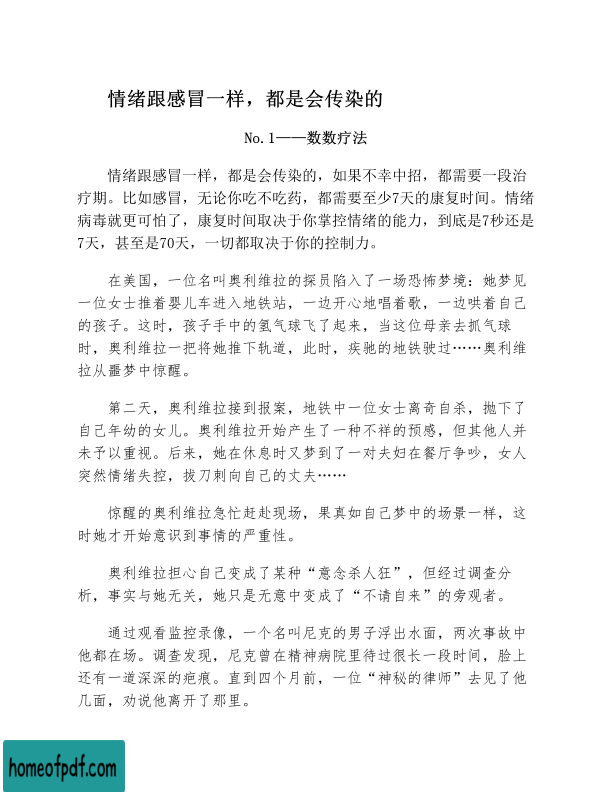 情绪跟感冒一样，都是会传染的
No.1——数数疗法
情绪跟感冒一样，都是会传染的，如果不幸中招，都需要一段治
疗期。比如感冒，无论你吃不吃药，都需要至少7天的康复时间。情绪
病毒就更可怕了，康复时间取决于你掌控情绪的能力，到底是7秒还是
7天，甚至是70天，一切都取决于你的控制力。
在美国，一位名叫奥利维拉的探员陷入了一场恐怖梦境：她梦见
一位女士推着婴儿车进入地铁站，一边开心地唱着歌，一边哄着自己
的孩子。这时，孩子手中的氢气球飞了起来，当这位母亲去抓气球
时，奥利维拉一把将她推下轨道，此时，疾驰的地铁驶过……奥利维
拉从噩梦中惊醒。
第二天，奥利维拉接到报案，地铁中一位女士离奇自杀，抛下了
自己年幼的女儿。奥利维拉开始产生了一种不祥的预感，但其他人并
未予以重视。后来，她在休息时又梦到了一对夫妇在餐厅争吵，女人
突然情绪失控，拔刀刺向自己的丈夫……
惊醒的奥利维拉急忙赶赴现场，果真如自己梦中的场景一样，这
时她才开始意识到事情的严重性。
奥利维拉担心自己变成了某种“意念杀人狂”，但经过调查分
析，事实与她无关，她只是无意中变成了“不请自来”的旁观者。
通过观看监控录像，一个名叫尼克的男子浮出水面，两次事故中
他都在场。调查发现，尼克曾在精神病院里待过很长一段时间，脸上
还有一道深深的疤痕。直到四个月前，一位“神秘的律师”去见了他
几面，劝说他离开了那里。
homeofpdf.com